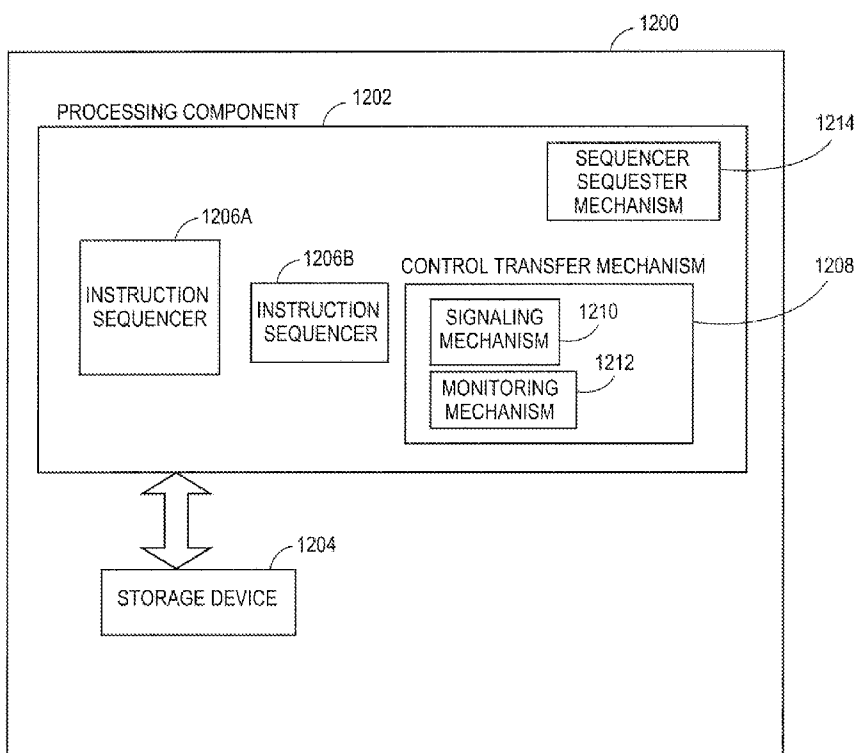 1200
PROCESSING COMPONENT
1202
SEQUENCER
SEQUESTER
MECHANISM
1214
1206A
INSTRUCTION
SEQUENCER
1206B
INSTRUCTION
SEQUENCER
CONTROL TRANSFER MECHANISM
1208
SIGNALING
MECHANISM
1210
MONITORING
MECHANISM
1212
1204
STORAGE DEVICE